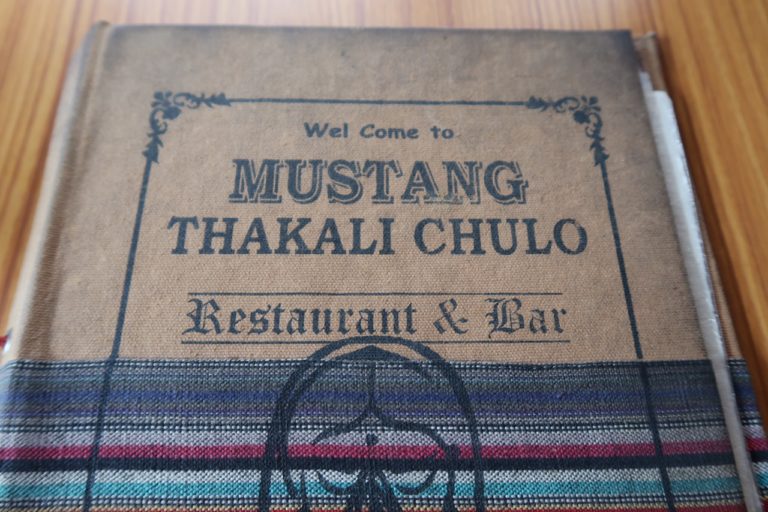 Wel Come to
MUSTANG
THAKALI CHULO
Restaurant & Bar